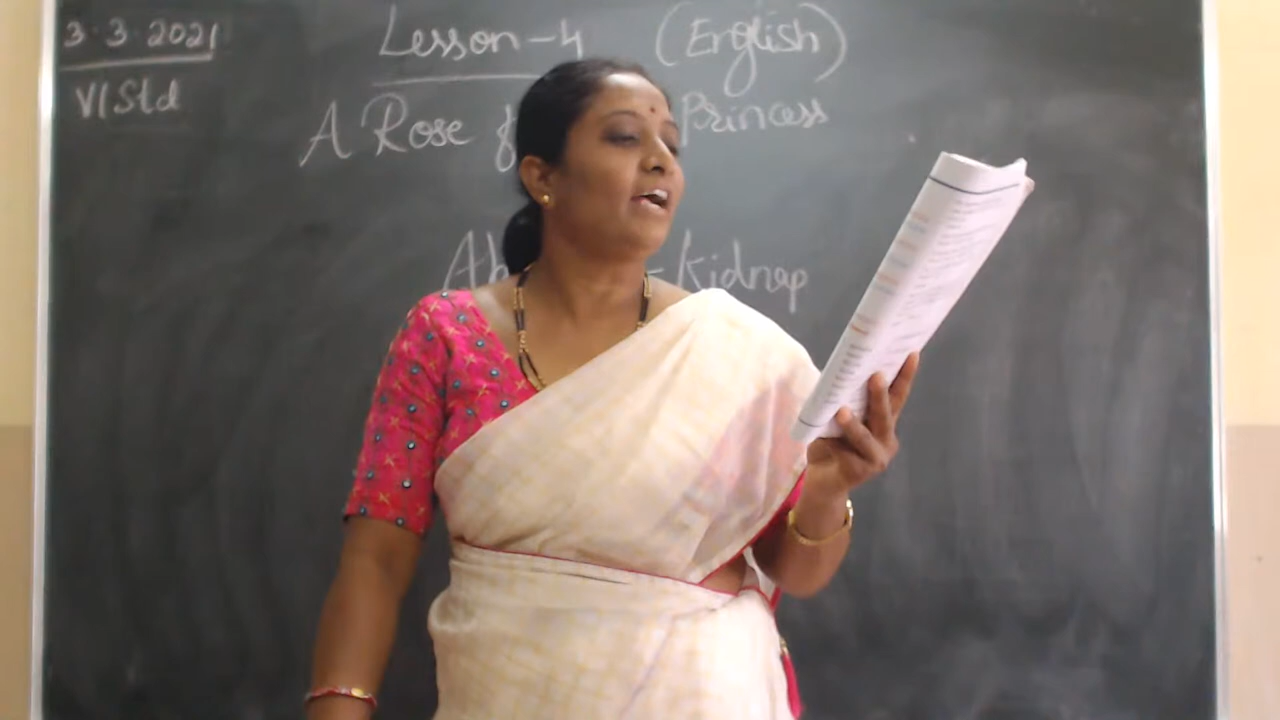 3.3.2021
VI Std
Lesson-4 (English)
A Rose Princess
- Kidnap